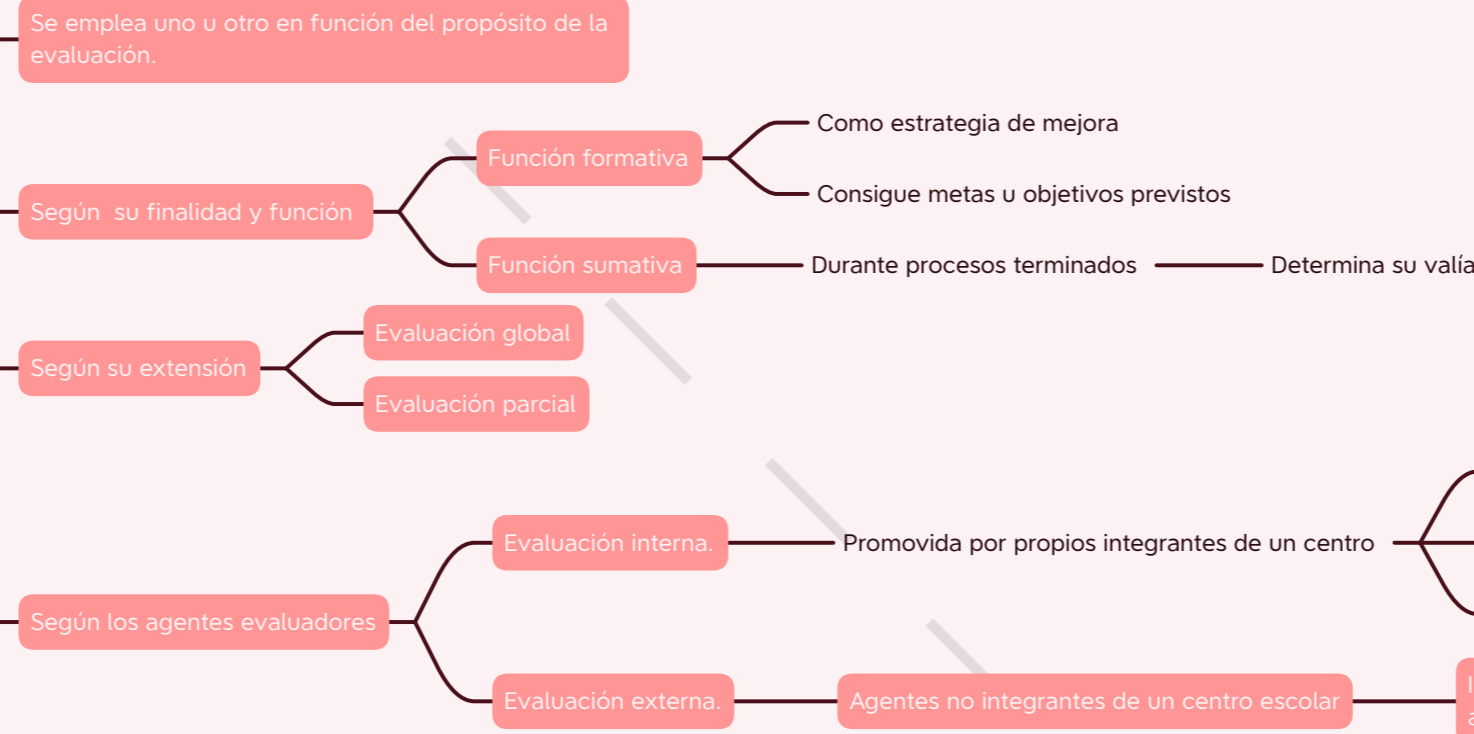 Se emplea uno u otro en función del propósito de la
evaluación.
Según su finalidad y función
Función formativa
Como estrategia de mejora
Consigue metas u objetivos previstos
Función sumativa
Durante procesos terminados
Determina su valía
Según su extensión
Evaluación global
Evaluación parcial
Según los agentes evaluadores
Evaluación interna.
Promovida por propios integrantes de un centro
Evaluación externa.
Agentes no integrantes de un centro escolar